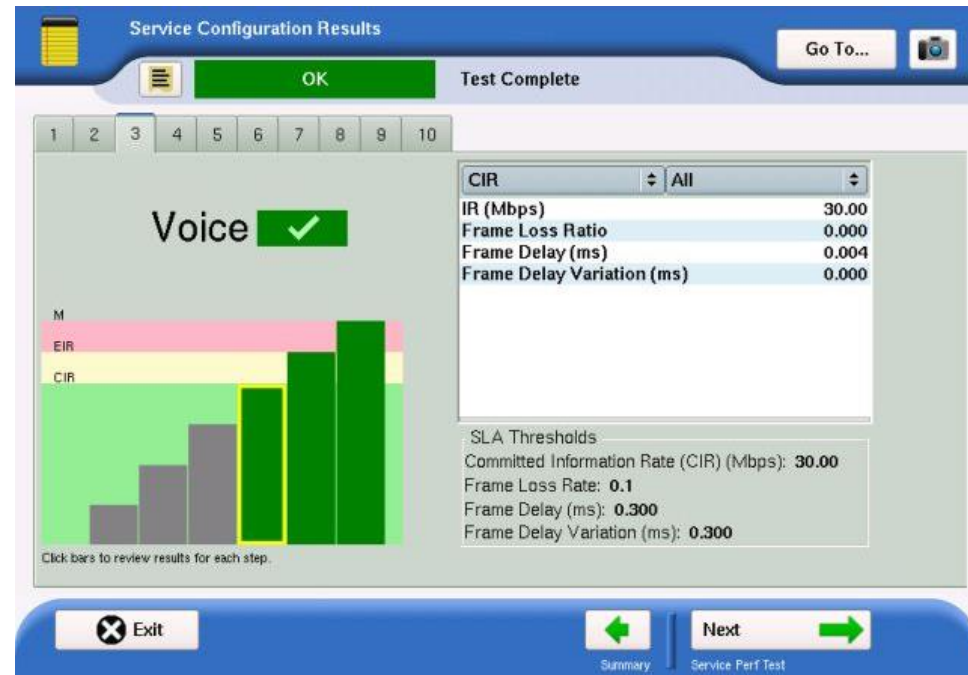 Service Configuration Results
Go To...
OK
Test Complete
1 2 3 4 5 6 7 8 9 10
Voice
CIR All
IR (Mbps) 30.00
Frame Loss Ratio 0.000
Frame Delay (ms) 0.004
Frame Delay Variation (ms) 0.000
M
EIR
CIR
Click bars to review results for each step.
SLA Thresholds
Committed Information Rate (CIR) (Mbps): 30.00
Frame Loss Rate: 0.1
Frame Delay (ms): 0.300
Frame Delay Variation (ms): 0.300
Exit
Next
Summary
Service Perf Test